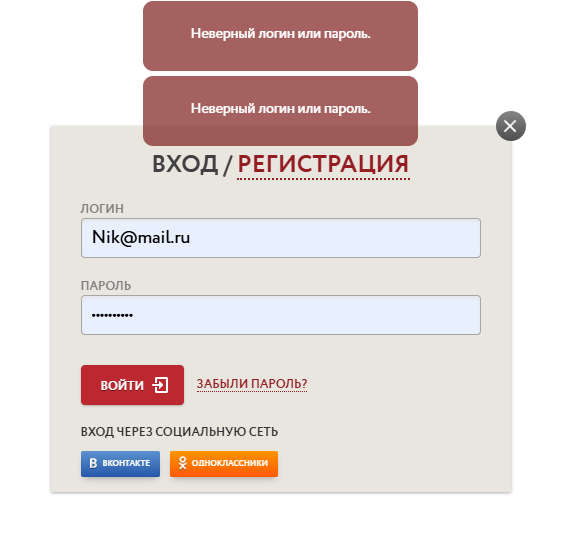 Неверный логин или пароль.
Неверный логин или пароль.
ВХОД / РЕГИСТРАЦИЯ
ЛОГИН
Nik@mail.ru
ПАРОЛЬ
••••••••••
ВОЙТИ ЗАБЫЛИ ПАРОЛЬ?
ВХОД ЧЕРЕЗ СОЦИАЛЬНУЮ СЕТЬ
В ВКОНТАКТЕ ОДНОКЛАССНИКИ